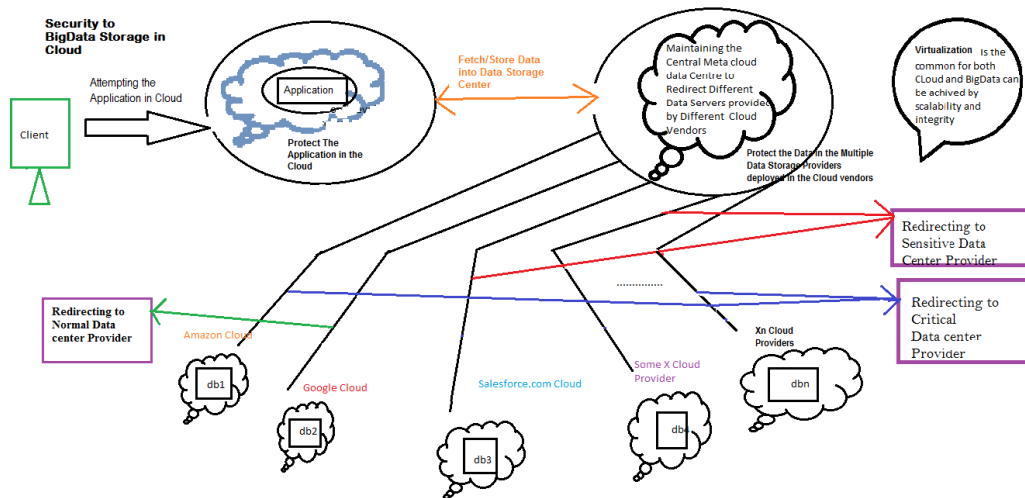 Security to
BigData Storage in
Cloud
Attempting the
Application in Cloud
Client
Application
Protect The
Application in the
Cloud
Fetch/Store Data
into Data Storage
Center
Maintaining the
Central Meta cloud
data Centre to
Redirect Different
Data Servers provided
by Different Cloud
Vendors
Protect the Data in the Multiple
Data Storage Providers
deployed in the Cloud vendors
Virtualization Is the
common for both
CLoud and BigData can
be achived by
scalability and
integrity
Redirecting to
Sensitive Data
Center Provider
Redirecting to
Critical
Data center
Provider
Redirecting to
Normal Data
center Provider
..............
Amazon Cloud
Google Cloud
Salesforce.com Cloud
Some X Cloud
Provider
Xn Cloud
Providers
db1
db2
db3
db4
dbn